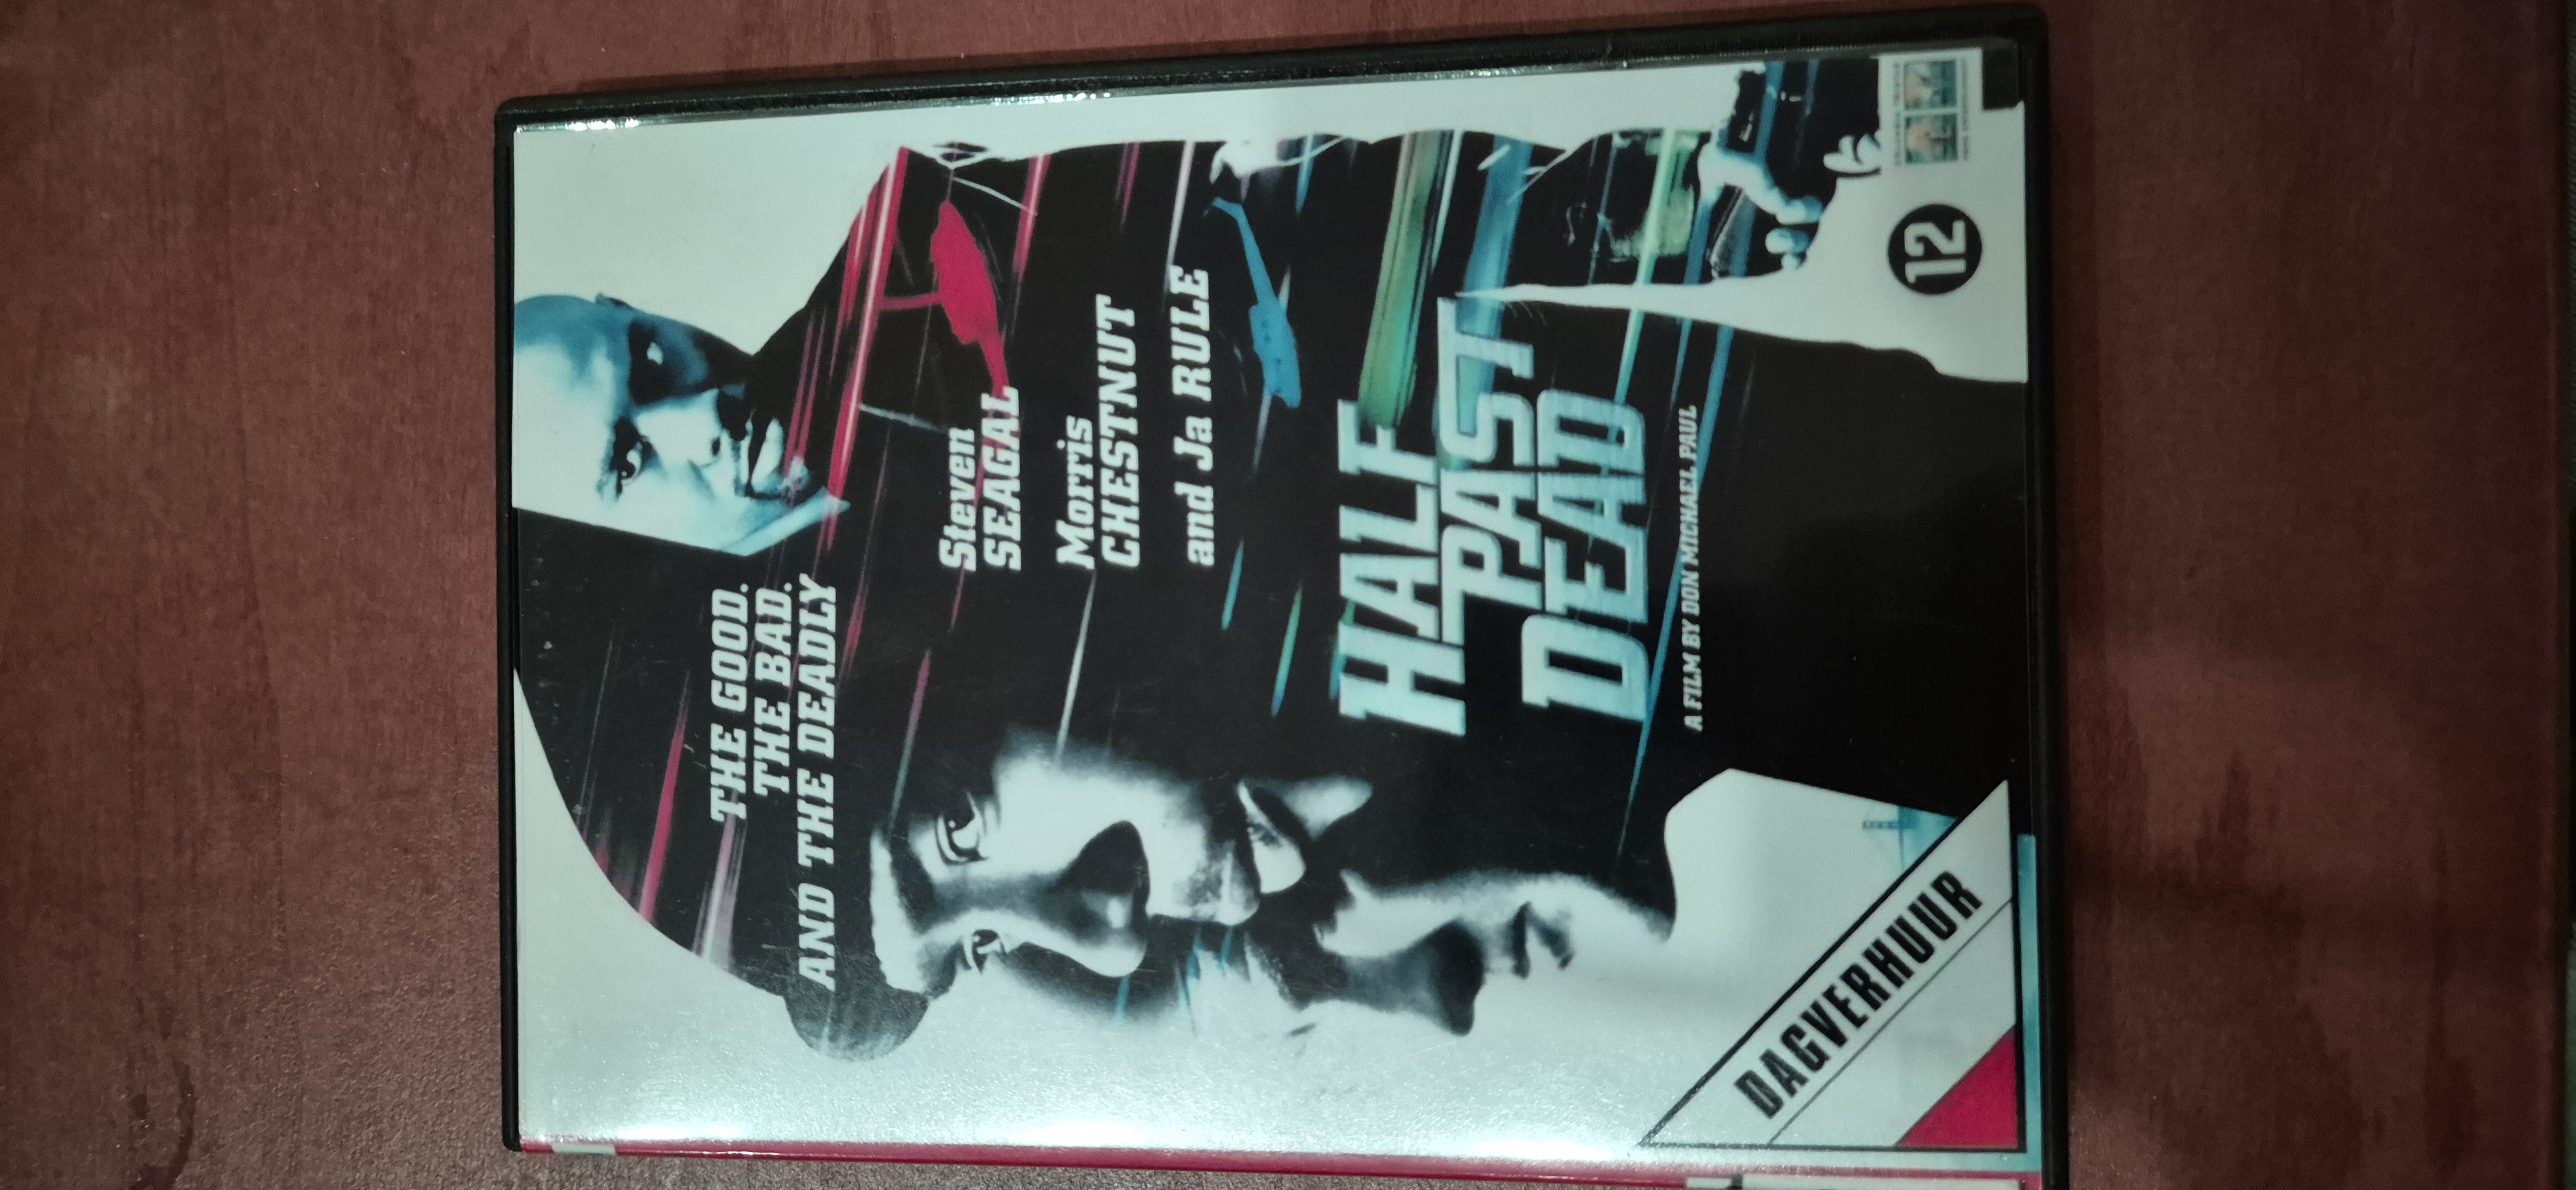 THE GOOD.
THE BAD.
AND THE DEADLY
Steven
SEAGAL
Morris
CHESTNUT
and Ja RULE
HALF
PAST
DEAD
A FILM BY DON MICHAEL PAUL
DAGVERHUUR
12